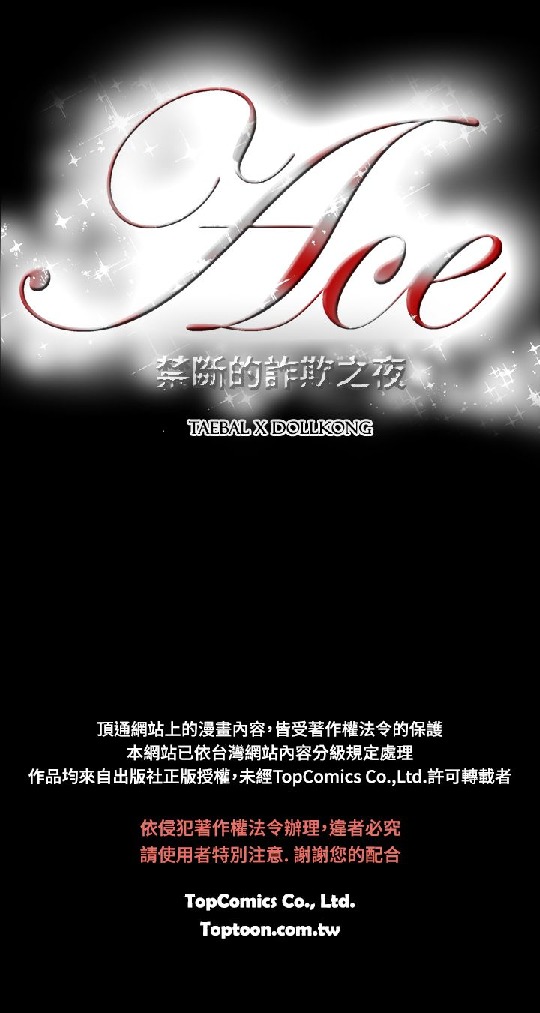 Ace
禁斷的詐欺之夜
TAEBAL X DOLLKONG
頂通網站上的漫畫內容，皆受著作權法令的保護
本網站已依台灣網站內容分級規定處理
作品均來自出版社正版授權，未經TopComics Co.,Ltd.許可轉載者
依侵犯著作權法令辦理，違者必究
請使用者特別注意. 謝謝您的配合
TopComics Co., Ltd.
Toptoon.com.tw